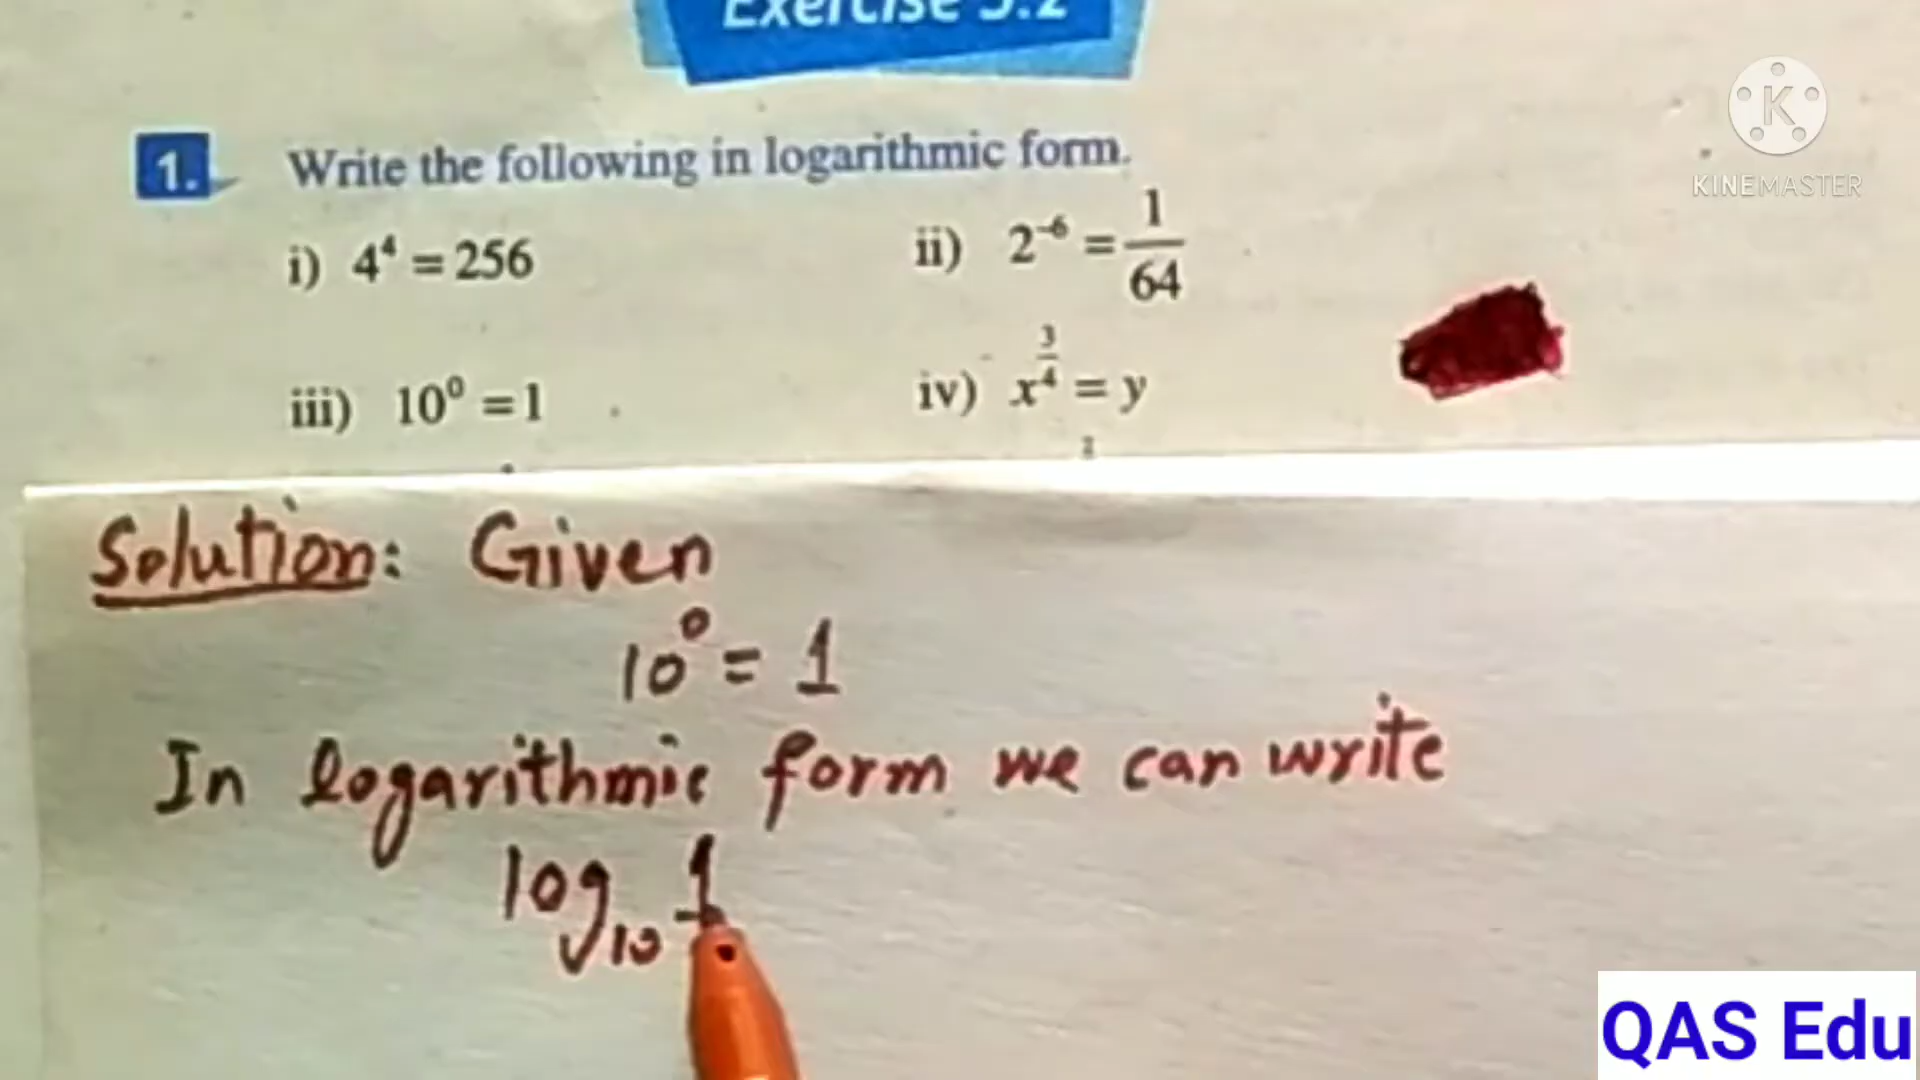 Exercise 3.2
1. Write the following in logarithmic form.
i) 4⁴ = 256 ii) 2⁻⁶ = 1/64
iii) 10⁰ = 1 iv) x^(3/4) = y
Solution: Given
10⁰ = 1
In logarithmic form we can write
log₁₀ 1
KINEMASTER
QAS Edu